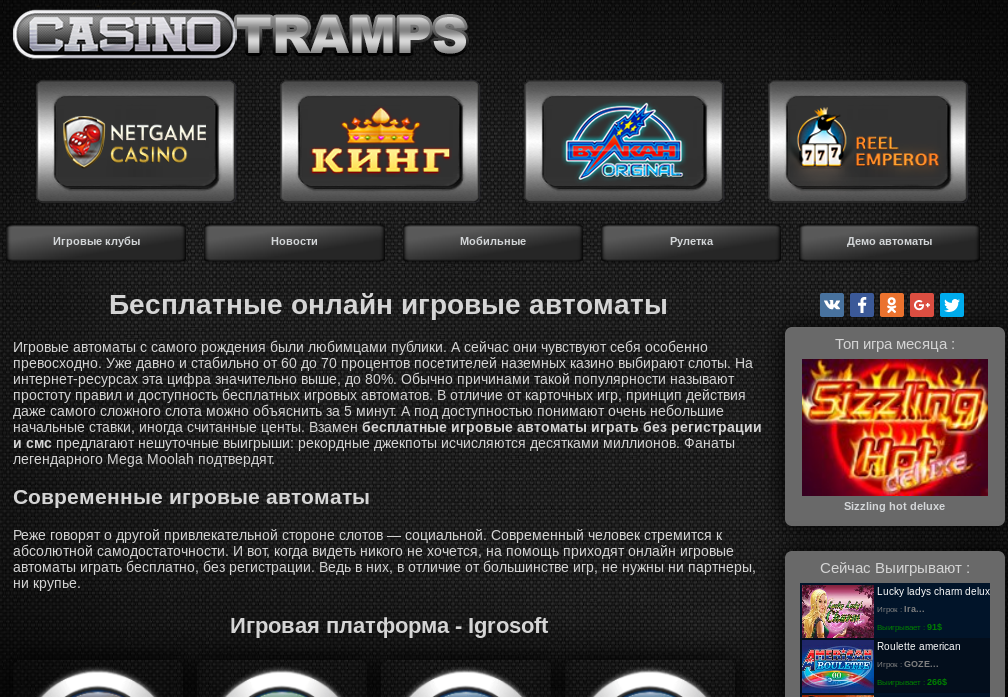 CASINO TRAMPS
NETGAME
CASINO
КИНГ
ВУЛКАН
ORIGINAL
777
REEL
EMPEROR
Игровые клубы
Новости
Мобильные
Рулетка
Демо автоматы
Бесплатные онлайн игровые автоматы
Игровые автоматы с самого рождения были любимцами публики. А сейчас они чувствуют себя особенно
превосходно. Уже давно и стабильно от 60 до 70 процентов посетителей наземных казино выбирают слоты. На
интернет-ресурсах эта цифра значительно выше, до 80%. Обычно причинами такой популярности называют
простоту правил и доступность бесплатных игровых автоматов. В отличие от карточных игр, принцип действия
даже самого сложного слота можно объяснить за 5 минут. А под доступностью понимают очень небольшие
начальные ставки, иногда считанные центы. Взамен бесплатные игровые автоматы играть без регистрации
и смс предлагают нешуточные выигрыши: рекордные джекпоты исчисляются десятками миллионов. Фанаты
легендарного Mega Moolah подтвердят.
Современные игровые автоматы
Реже говорят о другой привлекательной стороне слотов — социальной. Современный человек стремится к
абсолютной самодостаточности. И вот, когда видеть никого не хочется, на помощь приходят онлайн игровые
автоматы играть бесплатно, без регистрации. Ведь в них, в отличие от большинстве игр, не нужны ни партнеры,
ни крупье.
Игровая платформа - Igrosoft
Топ игра месяца :
Sizzling
Hot
deluxe
Sizzling hot deluxe
Сейчас Выигрывают :
Lucky ladys charm delux
Игрок : Ira...
Выигрывает : 91$
AMERICAN
ROULETTE
Roulette american
Игрок : GOZE...
Выигрывает : 266$